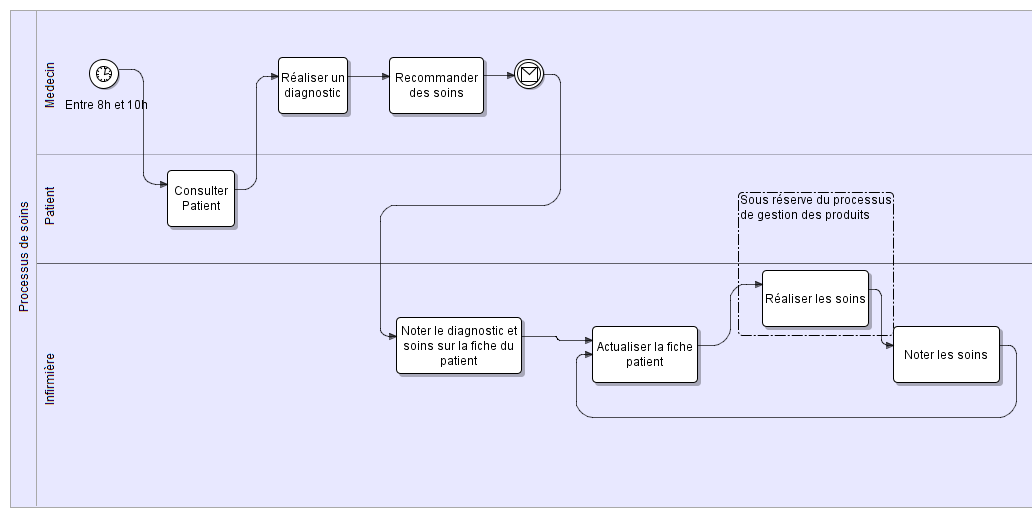 Processus de soins
Medecin
Entre 8h et 10h
Réaliser un
diagnostic
Recommander
des soins
Patient
Consulter
Patient
Sous réserve du processus
de gestion des produits
Infirmière
Noter le diagnostic et
soins sur la fiche du
patient
Actualiser la fiche
patient
Réaliser les soins
Noter les soins